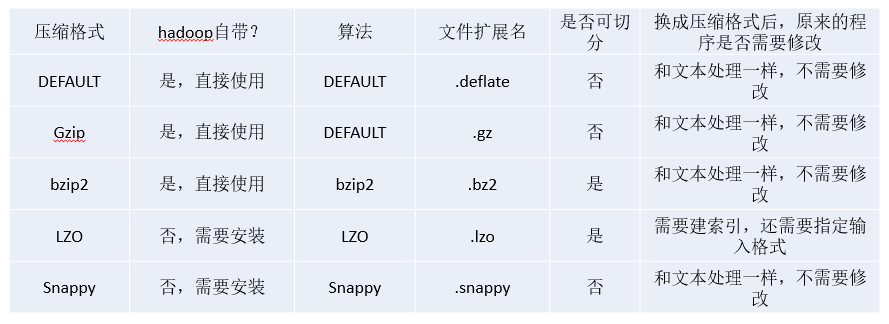 压缩格式
hadoop自带？
算法
文件扩展名
是否可切
分
换成压缩格式后，原来的程
序是否需要修改
DEFAULT
是，直接使用
DEFAULT
.deflate
否
和文本处理一样，不需要修
改
Gzip
是，直接使用
DEFAULT
.gz
否
和文本处理一样，不需要修
改
bzip2
是，直接使用
bzip2
.bz2
是
和文本处理一样，不需要修
改
LZO
否，需要安装
LZO
.lzo
是
需要建索引，还需要指定输
入格式
Snappy
否，需要安装
Snappy
.snappy
否
和文本处理一样，不需要修
改